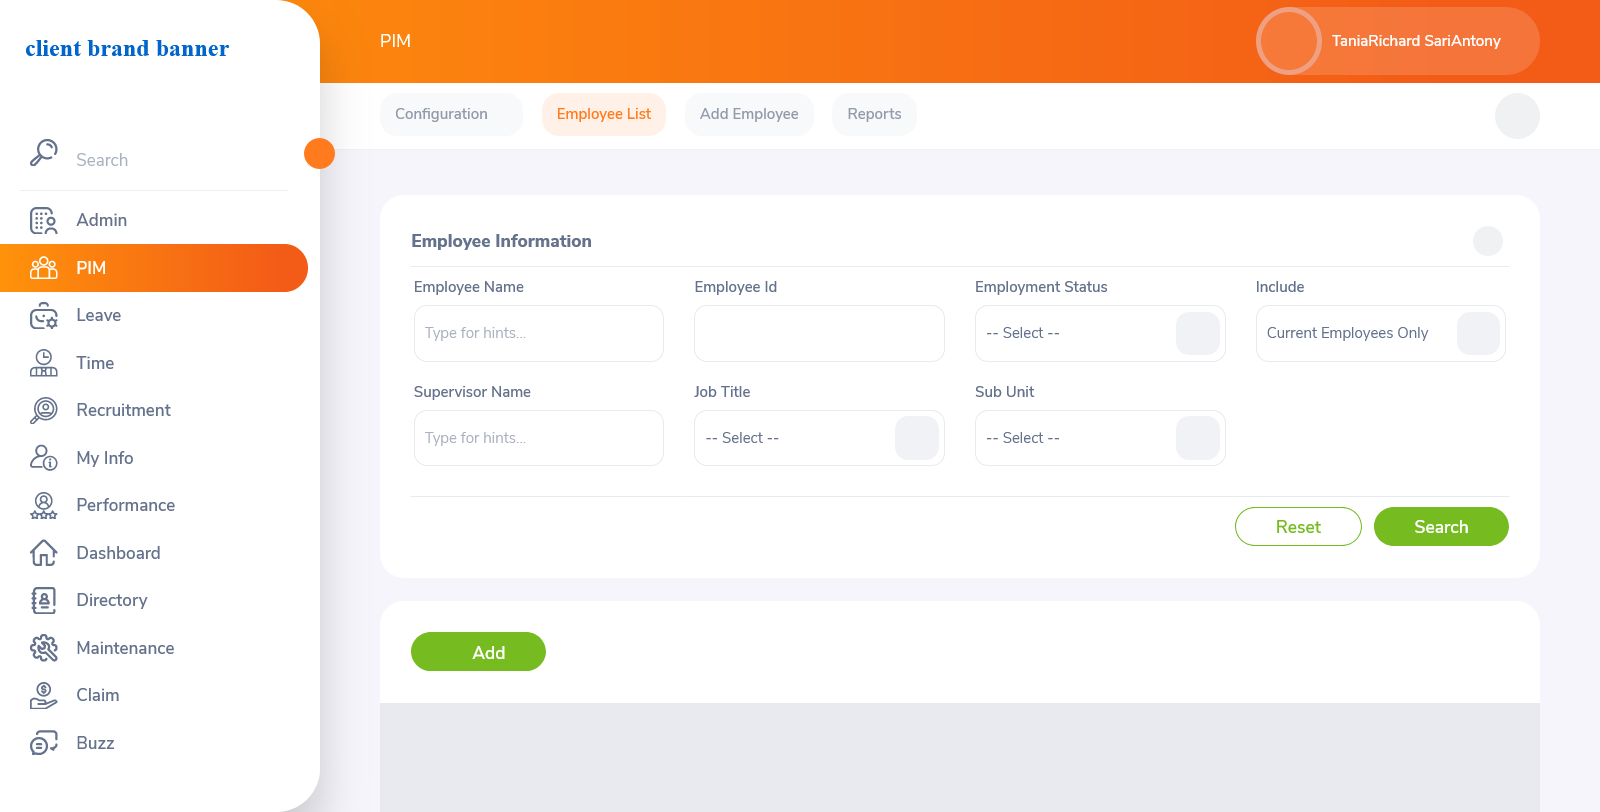 client brand banner
PIM
TaniaRichard SariAntony
Configuration
Employee List
Add Employee
Reports
Search
Admin
PIM
Leave
Time
Recruitment
My Info
Performance
Dashboard
Directory
Maintenance
Claim
Buzz
Employee Information
Employee Name
Employee Id
Employment Status
Include
Type for hints...
-- Select --
Current Employees Only
Supervisor Name
Job Title
Sub Unit
Type for hints...
-- Select --
-- Select --
Reset
Search
Add